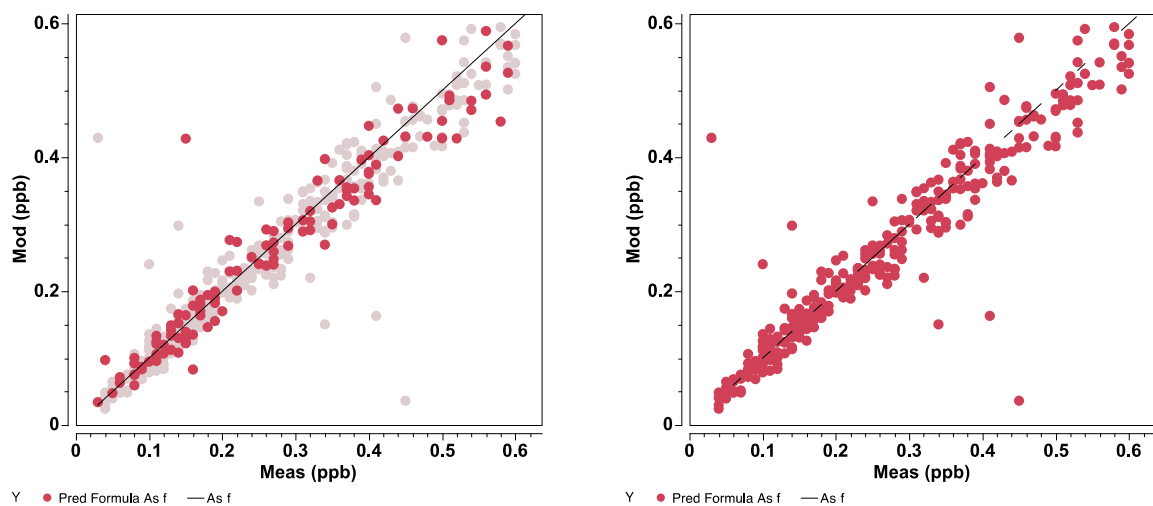 0.6
0.4
0.2
0
Mod (ppb)
0 0.1 0.2 0.3 0.4 0.5 0.6
Meas (ppb)
Y Pred Formula As f As f
0.6
0.4
0.2
0
Mod (ppb)
0 0.1 0.2 0.3 0.4 0.5 0.6
Meas (ppb)
Y Pred Formula As f As f